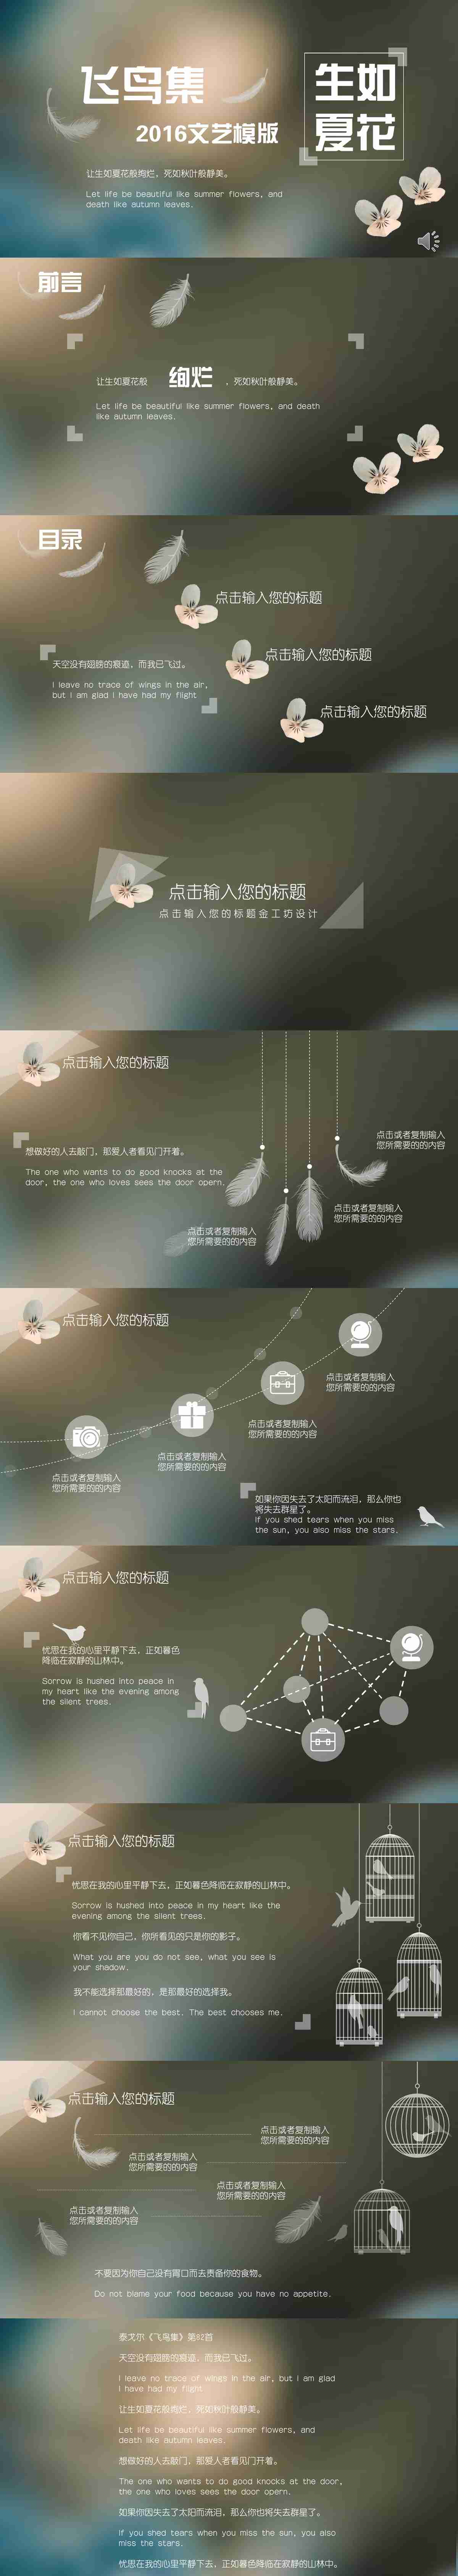 飞鸟集
生如
夏花
2016文艺模版
让生如夏花般绚烂，死如秋叶般静美。
Let life be beautiful like summer flowers, and
death like autumn leaves.
前言
让生如夏花般 绚烂 ，死如秋叶般静美。
Let life be beautiful like summer flowers, and death
like autumn leaves.
目录
点击输入您的标题
点击输入您的标题
点击输入您的标题
天空没有翅膀的痕迹，而我已飞过。
I leave no trace of wings in the air,
but I am glad I have had my flight
点击输入您的标题
点击输入您的标题金工坊设计
点击输入您的标题
想做好的人去敲门，那爱人者看见门开着。
The one who wants to do good knocks at the
door, the one who loves sees the door opern.
点击或者复制输入
您所需要的的内容
点击或者复制输入
您所需要的的内容
点击或者复制输入
您所需要的的内容
点击输入您的标题
点击或者复制输入
您所需要的的内容
点击或者复制输入
您所需要的的内容
点击或者复制输入
您所需要的的内容
点击或者复制输入
您所需要的的内容
如果你因失去了太阳而流泪，那么你也
将失去群星了。
If you shed tears when you miss
the sun, you also miss the stars.
点击输入您的标题
忧思在我的心里平静下去，正如暮色
降临在寂静的山林中。
Sorrow is hushed into peace in
my heart like the evening among
the silent trees.
点击输入您的标题
忧思在我的心里平静下去，正如暮色降临在寂静的山林中。
Sorrow is hushed into peace in my heart like the
evening among the silent trees.
你看不见你自己，你所看见的只是你的影子。
What you are you do not see, what you see is
your shadow.
我不能选择那最好的，是那最好的选择我。
I cannot choose the best. The best chooses me.
点击输入您的标题
点击或者复制输入
您所需要的的内容
点击或者复制输入
您所需要的的内容
点击或者复制输入
您所需要的的内容
点击或者复制输入
您所需要的的内容
不要因为你自己没有胃口而去责备你的食物。
Do not blame your food because you have no appetite.
泰戈尔《飞鸟集》第82首
天空没有翅膀的痕迹，而我已飞过。
I leave no trace of wings in the air, but I am glad
I have had my flight
让生如夏花般绚烂，死如秋叶般静美。
Let life be beautiful like summer flowers, and
death like autumn leaves.
想做好的人去敲门，那爱人者看见门开着。
The one who wants to do good knocks at the door,
the one who loves sees the door opern.
如果你因失去了太阳而流泪，那么你也将失去群星了。
If you shed tears when you miss the sun, you also
miss the stars.
忧思在我的心里平静下去，正如暮色降临在寂静的山林中。